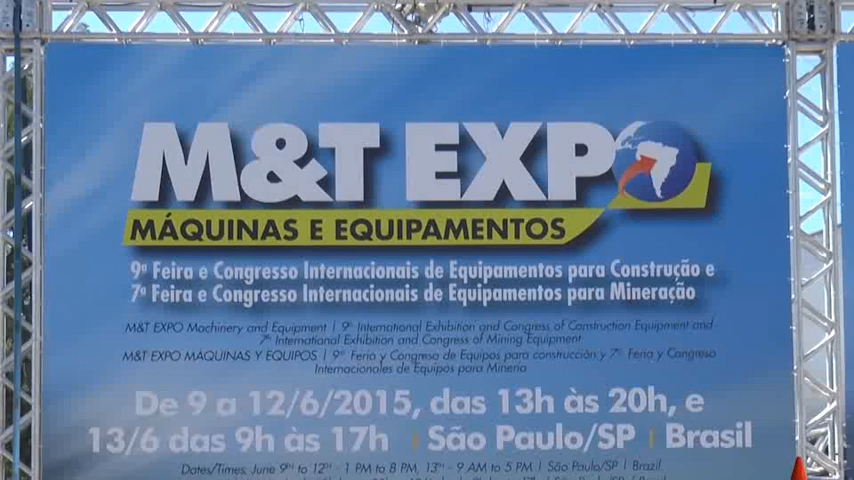 M&T EXPO
MÁQUINAS E EQUIPAMENTOS
9ª Feira e Congresso Internacionais de Equipamentos para Construção e
7ª Feira e Congresso Internacionais de Equipamentos para Mineração
M&T EXPO Machinery and Equipment | 9th International Exhibition and Congress of Construction Equipment and
7th International Exhibition and Congress of Mining Equipment
M&T EXPO MÁQUINAS Y EQUIPOS | 9ª Feria y Congreso de Equipos para construcción y 7ª Feria y Congreso
Internacionales de Equipos para Mineria
De 9 a 12/6/2015, das 13h às 20h, e
13/6 das 9h às 17h | São Paulo/SP | Brasil
Dates/Times: June 9th to 12th - 1 PM to 8 PM, 13th - 9 AM to 5 PM | São Paulo/SP | Brazil